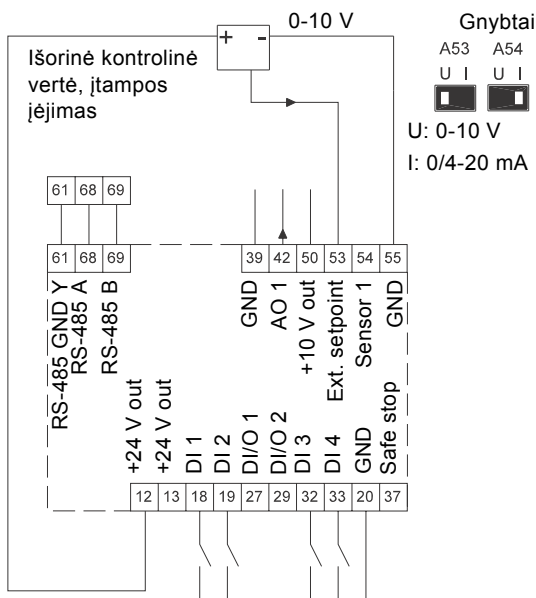 0-10 V
Gnybtai
+ -
Išorinė kontrolinė
vertė, įtampos
įėjimas
A53 A54
U I U I
U: 0-10 V
I: 0/4-20 mA
61 68 69
61 68 69
39 42 50 53 54 55
RS-485 GND Y
RS-485 A
RS-485 B
GND
AO 1
+10 V out
Ext. setpoint
Sensor 1
GND
+24 V out
+24 V out
DI 1
DI 2
DI/O 1
DI/O 2
DI 3
DI 4
GND
Safe stop
12 13 18 19 27 29 32 33 20 37